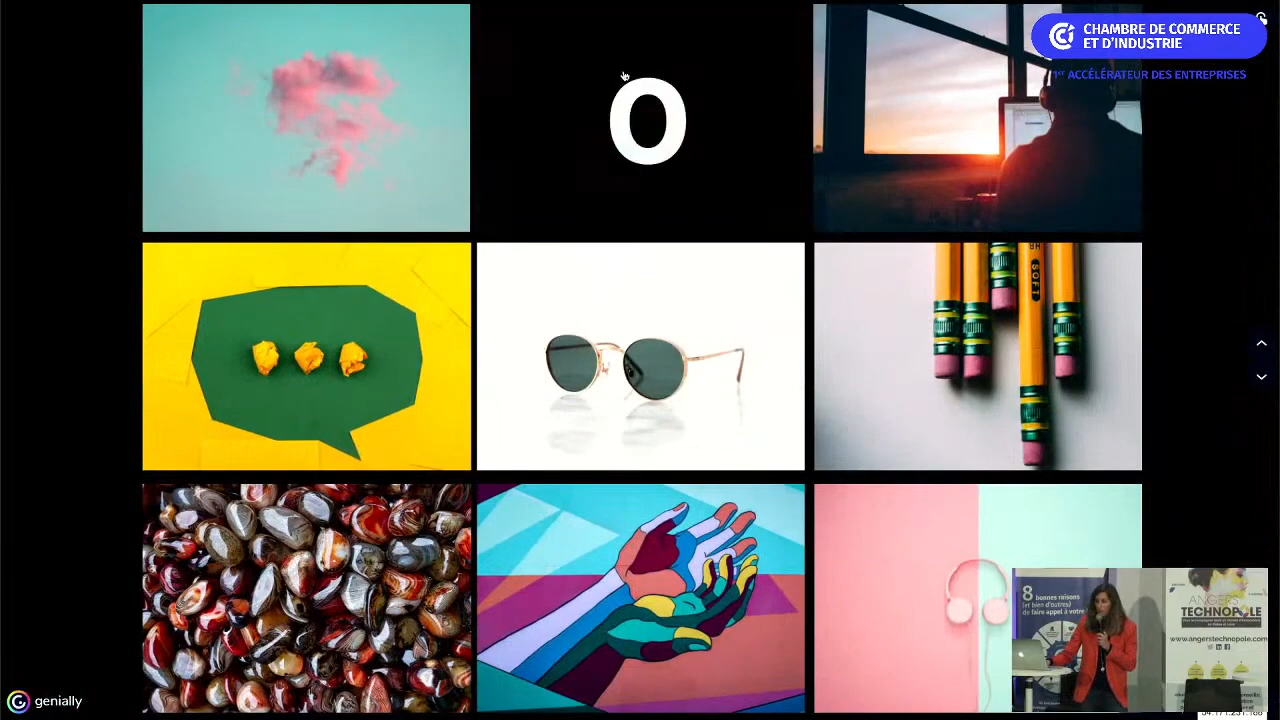 CHAMBRE DE COMMERCE
ET D'INDUSTRIE
1er ACCÉLÉRATEUR DES ENTREPRISES
O
HB
SOFT
8 bonnes raisons
(et bien d'autres)
de faire appel à votre
ANGERS
TECHNOPOLE
www.angerstechnopole.com
genially